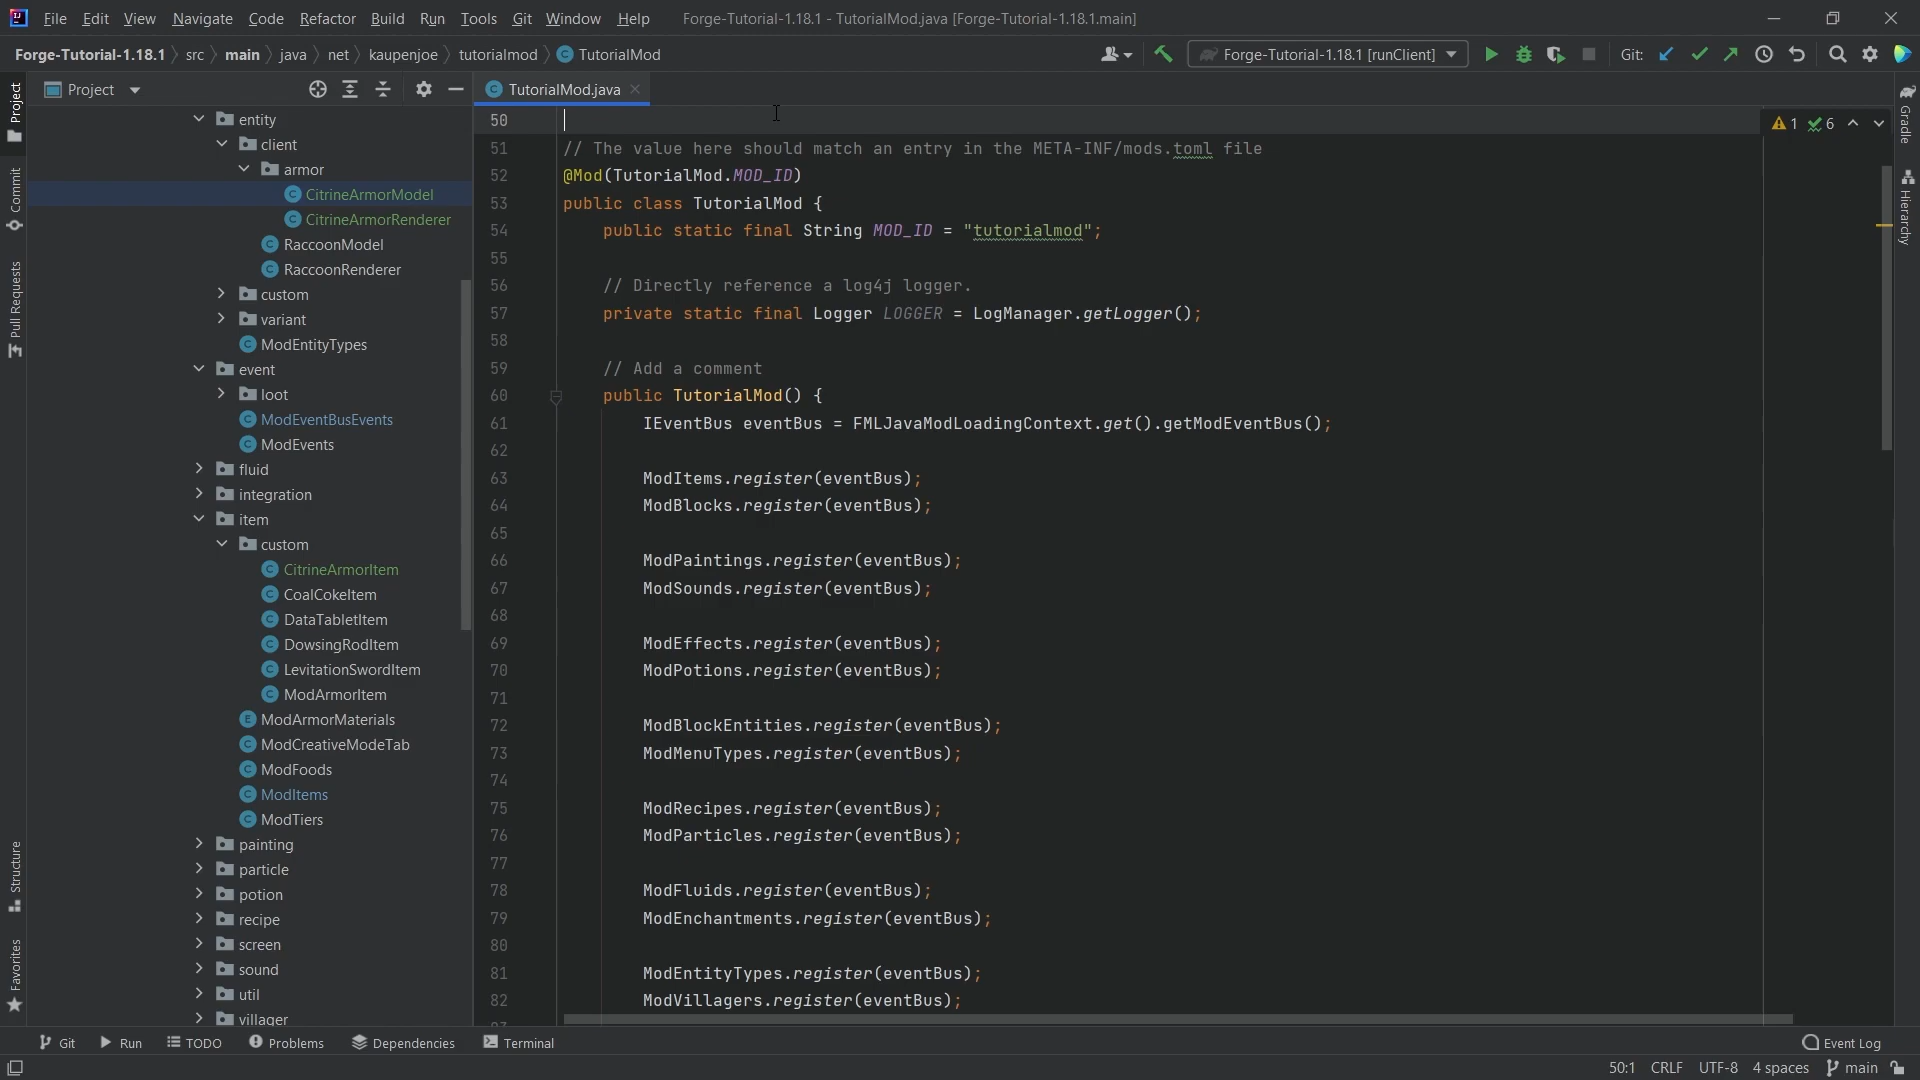 File Edit View Navigate Code Refactor Build Run Tools Git Window Help Forge-Tutorial-1.18.1 - TutorialMod.java [Forge-Tutorial-1.18.1.main]
Forge-Tutorial-1.18.1 src main java net kaupenjoe tutorialmod TutorialMod Forge-Tutorial-1.18.1 [runClient] Git:
Project
TutorialMod.java
Project
Commit
Pull Requests
Structure
Favorites
entity
client
armor
CitrineArmorModel
CitrineArmorRenderer
RaccoonModel
RaccoonRenderer
custom
variant
ModEntityTypes
event
loot
ModEventBusEvents
ModEvents
fluid
integration
item
custom
CitrineArmorItem
CoalCokeItem
DataTabletItem
DowsingRodItem
LevitationSwordItem
ModArmorItem
ModArmorMaterials
ModCreativeModeTab
ModFoods
ModItems
ModTiers
painting
particle
potion
recipe
screen
sound
util
villager
50
51 // The value here should match an entry in the META-INF/mods.toml file
52 @Mod(TutorialMod.MOD_ID)
53 public class TutorialMod {
54 public static final String MOD_ID = "tutorialmod";
55
56 // Directly reference a log4j logger.
57 private static final Logger LOGGER = LogManager.getLogger();
58
59 // Add a comment
60 public TutorialMod() {
61 IEventBus eventBus = FMLJavaModLoadingContext.get().getModEventBus();
62
63 ModItems.register(eventBus);
64 ModBlocks.register(eventBus);
65
66 ModPaintings.register(eventBus);
67 ModSounds.register(eventBus);
68
69 ModEffects.register(eventBus);
70 ModPotions.register(eventBus);
71
72 ModBlockEntities.register(eventBus);
73 ModMenuTypes.register(eventBus);
74
75 ModRecipes.register(eventBus);
76 ModParticles.register(eventBus);
77
78 ModFluids.register(eventBus);
79 ModEnchantments.register(eventBus);
80
81 ModEntityTypes.register(eventBus);
82 ModVillagers.register(eventBus);
1 6
Gradle
Hierarchy
Git Run TODO Problems Dependencies Terminal Event Log
50:1 CRLF UTF-8 4 spaces main